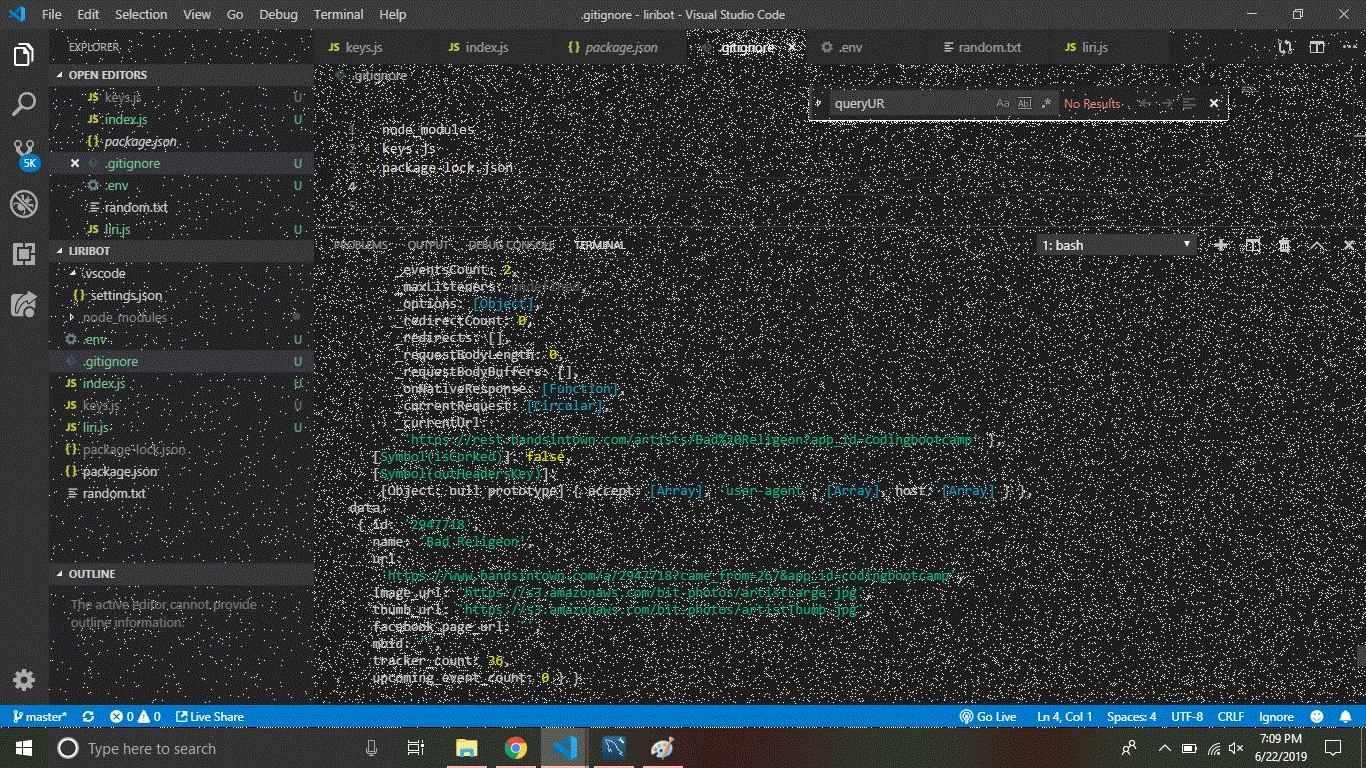 File Edit Selection View Go Debug Terminal Help .gitignore - liribot - Visual Studio Code
EXPLORER
JS keys.js JS index.js {} package.json .gitignore .env random.txt JS liri.js
OPEN EDITORS
.gitignore
JS keys.js U
JS index.js U
{} package.json
.gitignore U
.env U
random.txt
JS liri.js U
queryUR Aa Abl .* No Results
1 node_modules
2 keys.js
3 package-lock.json
4
5
5K
LIRIBOT
.vscode
{} settings.json
node_modules
.env U
.gitignore U
JS index.js U
JS keys.js U
JS liri.js U
{} package-lock.json
{} package.json
random.txt
OUTLINE
The active editor cannot provide
outline information.
PROBLEMS OUTPUT DEBUG CONSOLE TERMINAL 1: bash
_eventsCount: 2,
_maxListeners: undefined,
_options: [Object],
_redirectCount: 0,
_redirects: [],
_requestBodyLength: 0,
_requestBodyBuffers: [],
_onNativeResponse: [Function],
_currentRequest: [Circular],
_currentUrl:
'https://rest.bandsintown.com/artists/Bad%20Religeon?app_id=codingbootcamp' },
[Symbol(isCorked)]: false,
[Symbol(outHeadersKey)]:
[Object: null prototype] { accept: [Array], 'user-agent': [Array], host: [Array] } },
data:
{ id: '2947718',
name: 'Bad Religeon',
url:
'https://www.bandsintown.com/a/2947718?came_from=267&app_id=codingbootcamp',
image_url: 'https://s3.amazonaws.com/bit-photos/artistLarge.jpg',
thumb_url: 'https://s3.amazonaws.com/bit-photos/artistThumb.jpg',
facebook_page_url: '',
mbid: '',
tracker_count: 36,
upcoming_event_count: 0 } }
master* 0 0 Live Share Go Live Ln 4, Col 1 Spaces: 4 UTF-8 CRLF Ignore
Type here to search
7:09 PM
6/22/2019